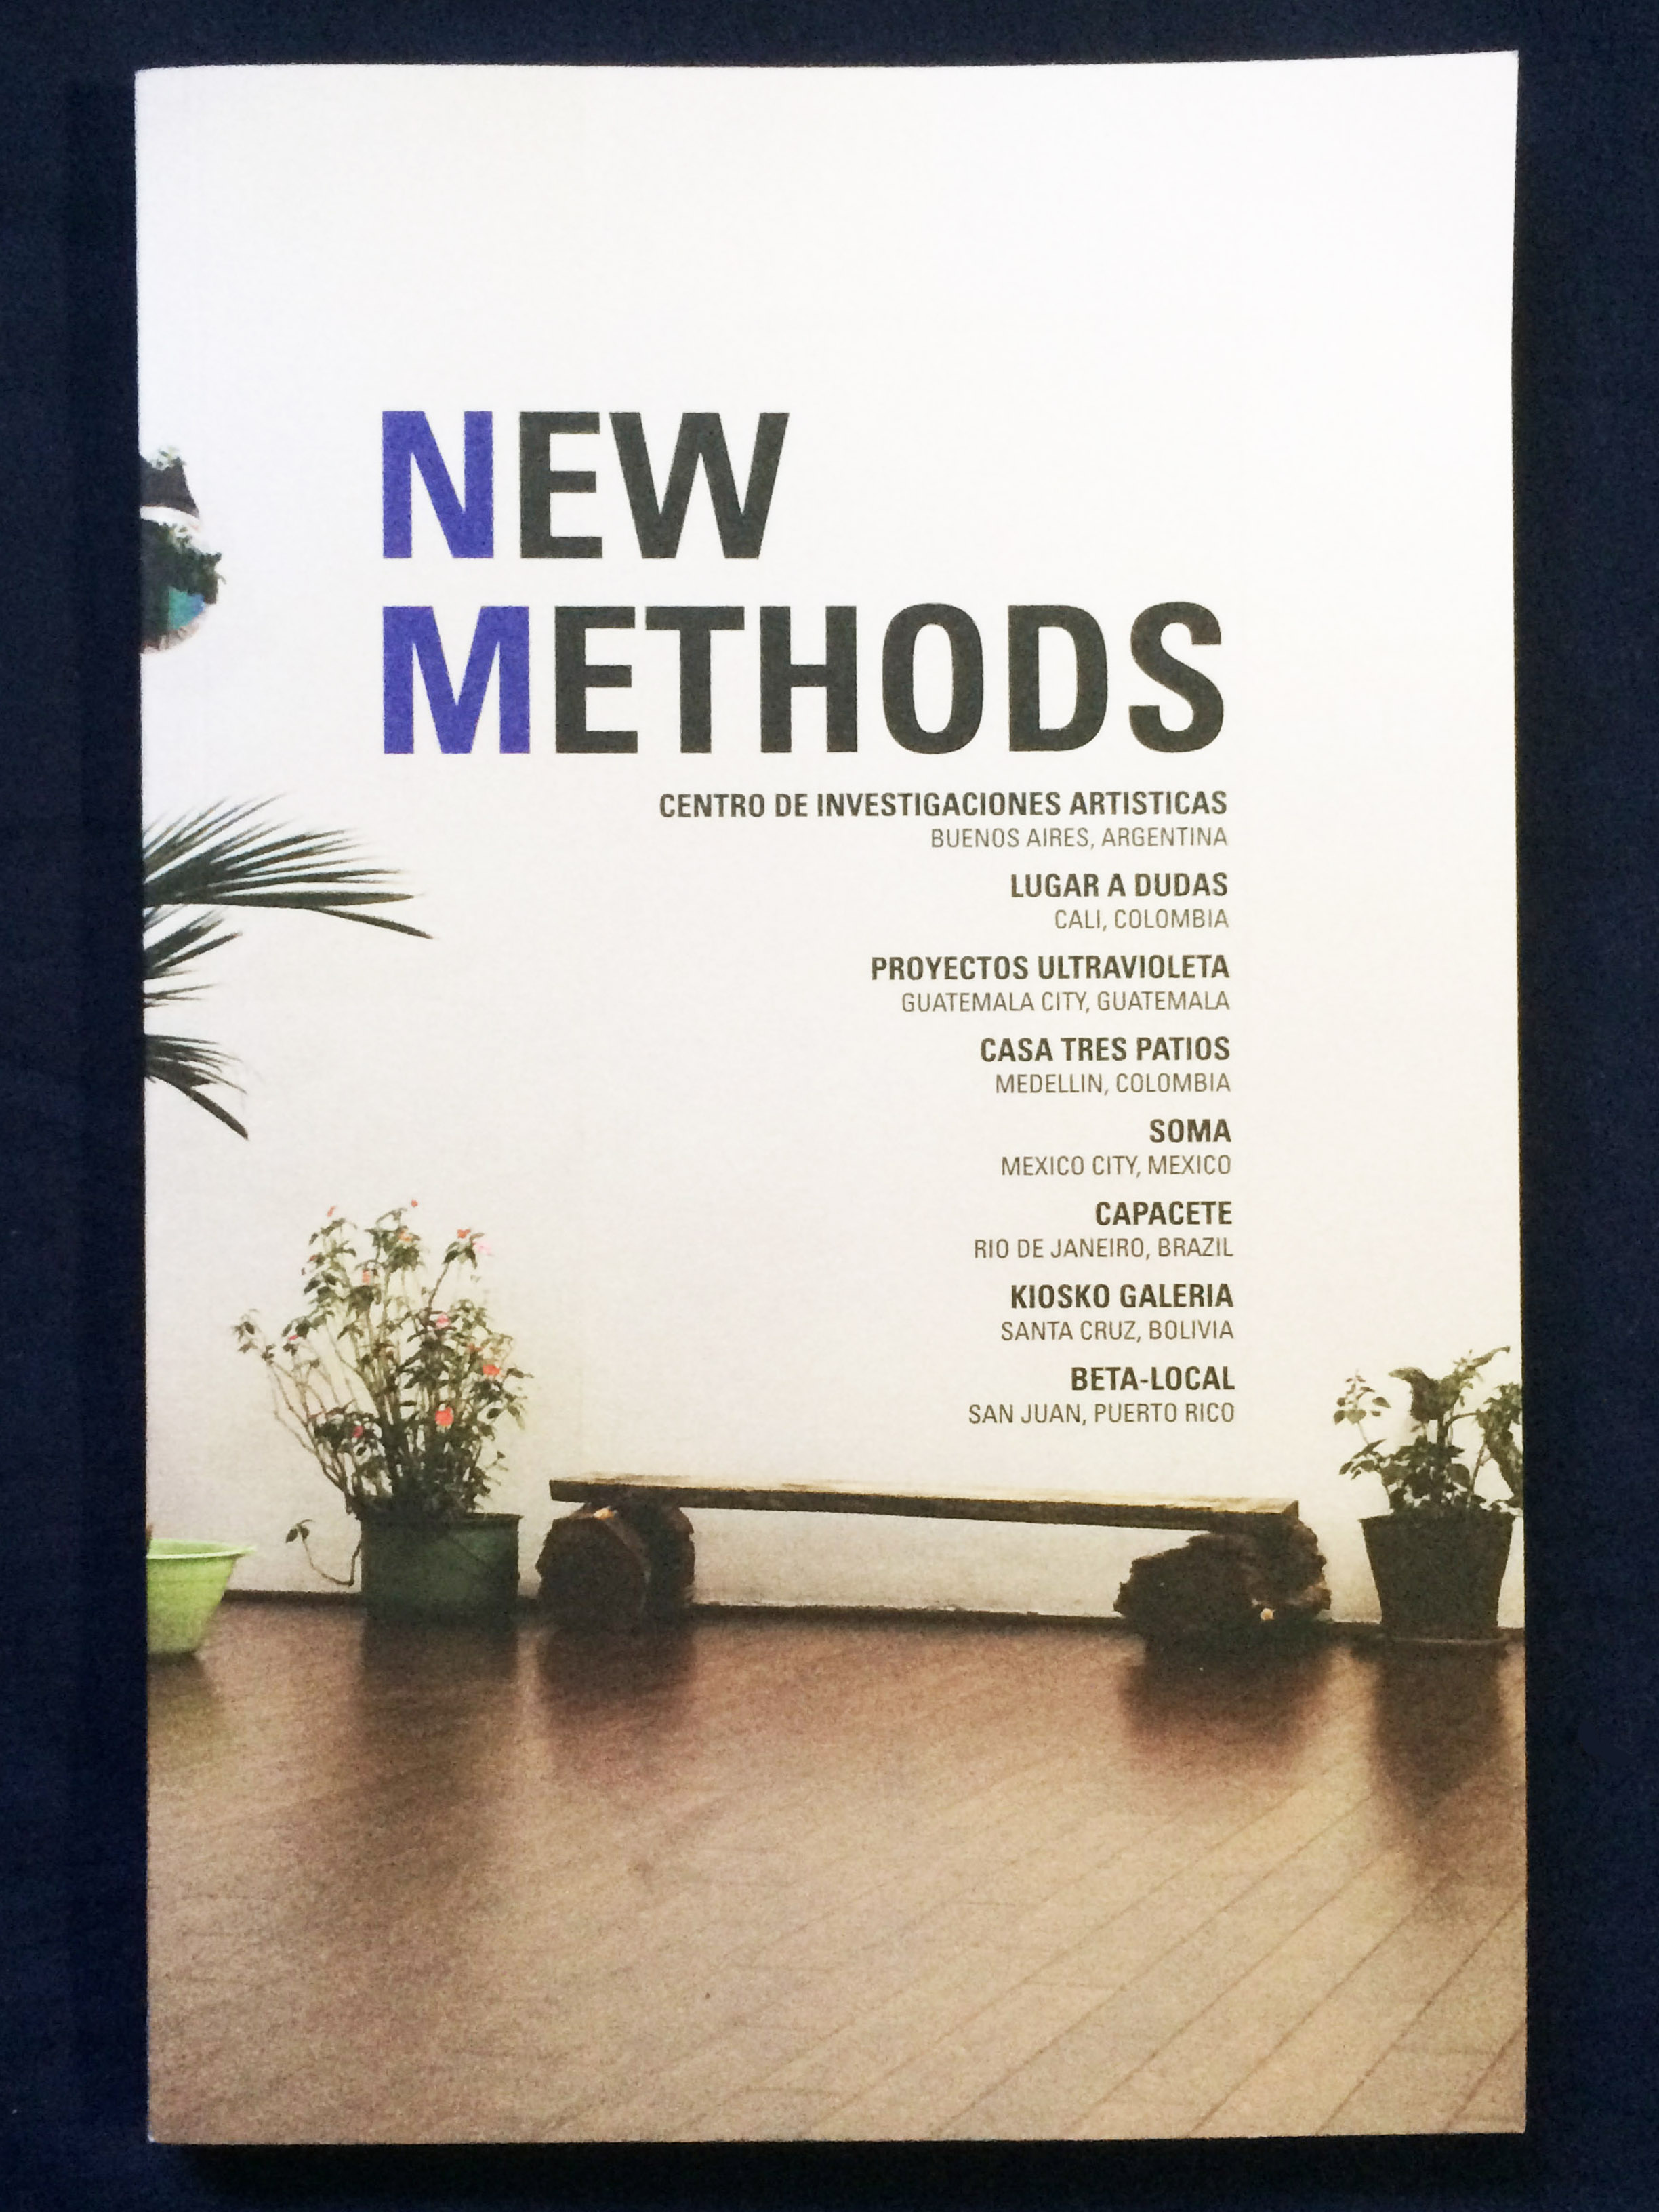 NEW
METHODS
CENTRO DE INVESTIGACIONES ARTISTICAS
BUENOS AIRES, ARGENTINA
LUGAR A DUDAS
CALI, COLOMBIA
PROYECTOS ULTRAVIOLETA
GUATEMALA CITY, GUATEMALA
CASA TRES PATIOS
MEDELLIN, COLOMBIA
SOMA
MEXICO CITY, MEXICO
CAPACETE
RIO DE JANEIRO, BRAZIL
KIOSKO GALERIA
SANTA CRUZ, BOLIVIA
BETA-LOCAL
SAN JUAN, PUERTO RICO